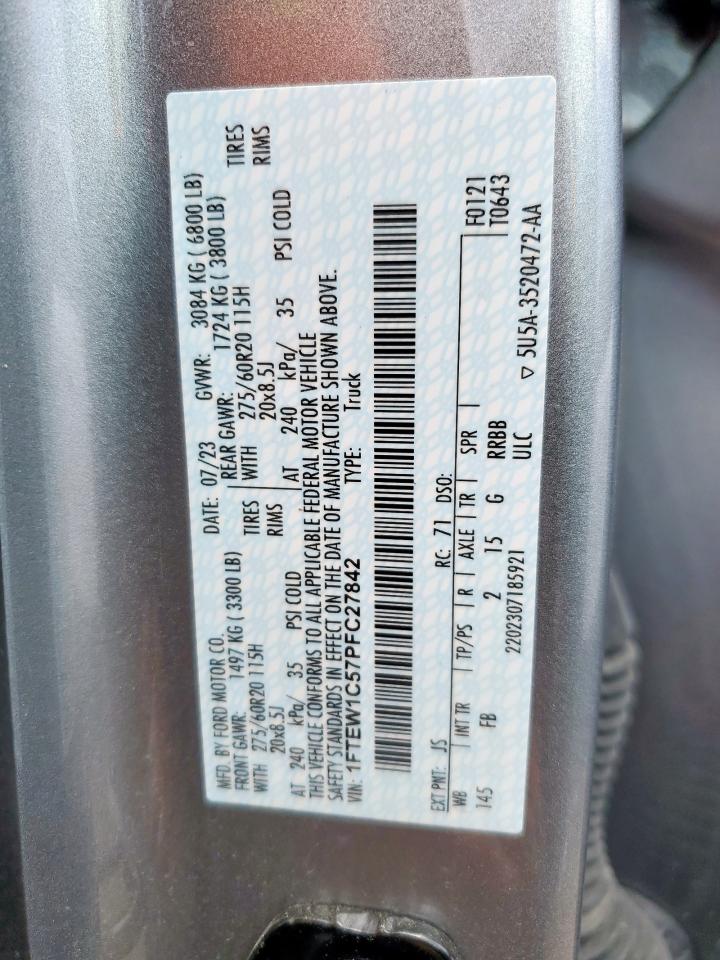 MFD. BY FORD MOTOR CO. DATE: 07/23 GVWR: 3084 KG ( 6800 LB)
FRONT GAWR: 1497 KG ( 3300 LB) REAR GAWR: 1724 KG ( 3800 LB)
WITH 275/60R20 115H TIRES WITH 275/60R20 115H TIRES
20x8.5J RIMS 20x8.5J RIMS
AT 240 kPa/ 35 PSI COLD AT 240 kPa/ 35 PSI COLD
THIS VEHICLE CONFORMS TO ALL APPLICABLE FEDERAL MOTOR VEHICLE
SAFETY STANDARDS IN EFFECT ON THE DATE OF MANUFACTURE SHOWN ABOVE.
VIN: 1FTEW1C57PFC27842 TYPE: Truck
EXT PNT: JS RC: 71 DSO:
WB INT TR TP/PS R AXLE TR SPR F0121
145 FB 2 15 G RRBB T0643
2202307185921 ULC ▽ 5U5A-3520472-AA